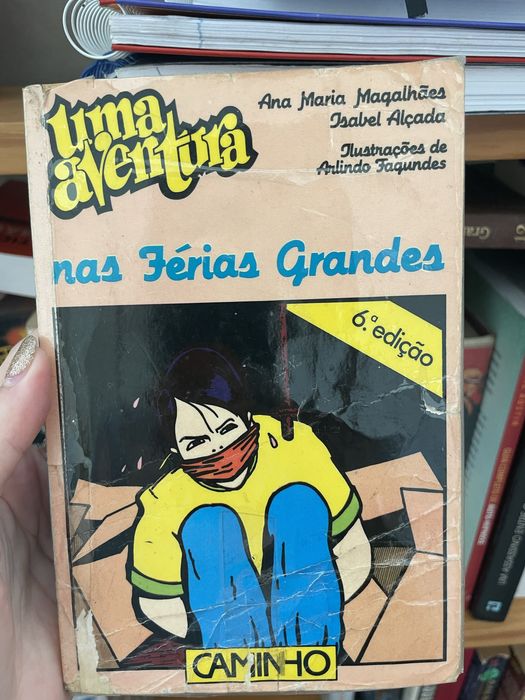 uma
aventura
Ana Maria Magalhães
Isabel Alçada
Ilustrações de
Arlindo Fagundes
nas Férias Grandes
6.ª edição
CAMINHO